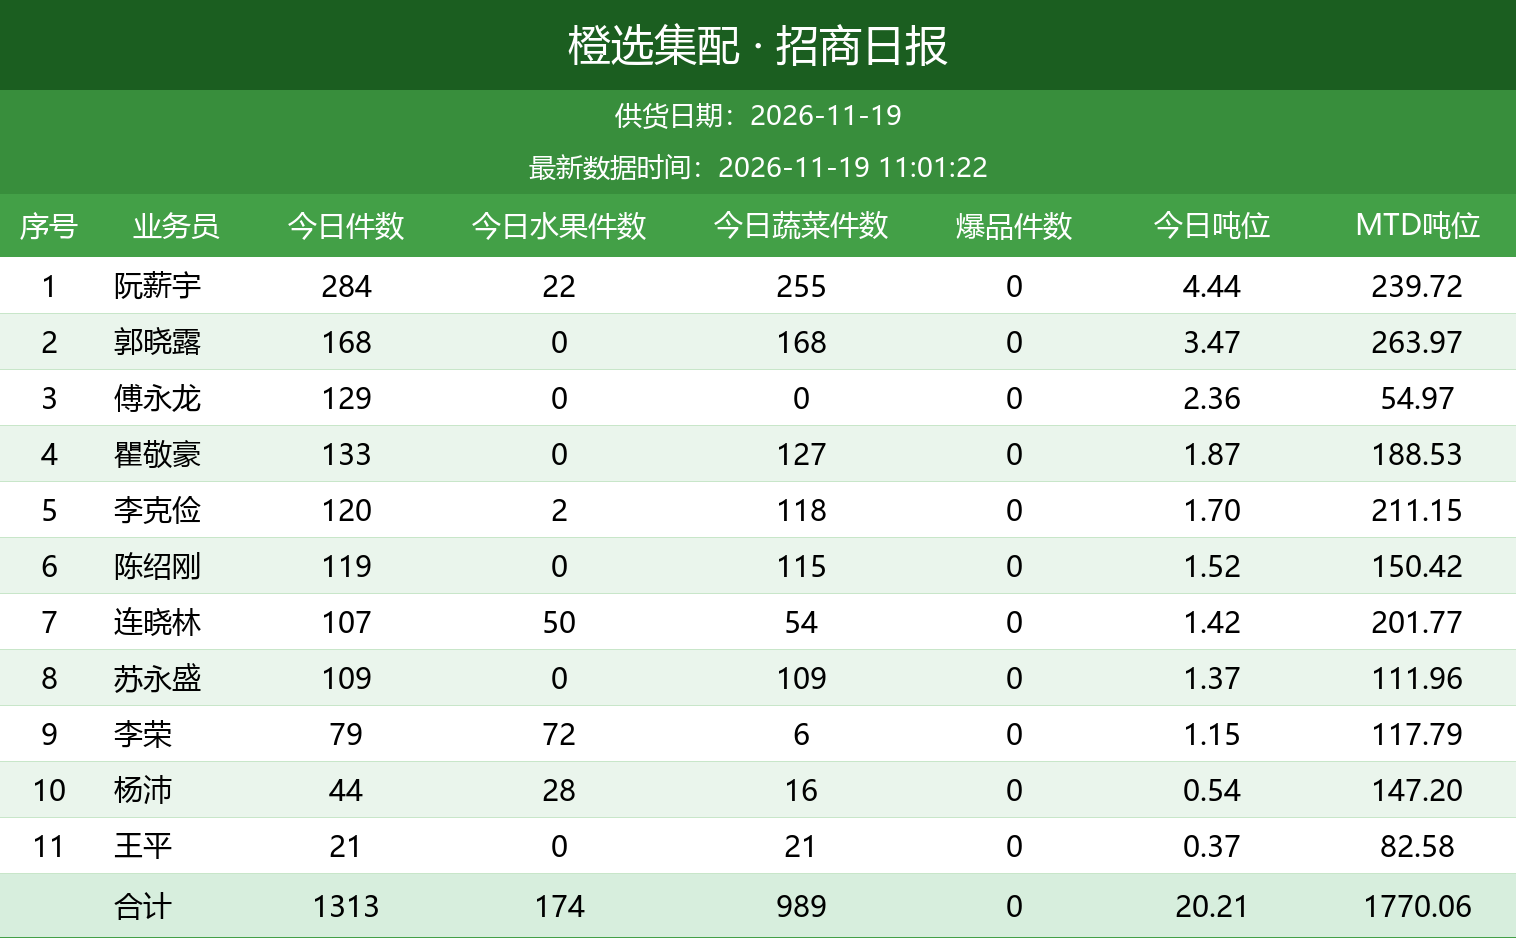 橙选集配 · 招商日报
供货日期：2026-11-19
最新数据时间：2026-11-19 11:01:22
序号 业务员 今日件数 今日水果件数 今日蔬菜件数 爆品件数 今日吨位 MTD吨位
1 阮薪宇 284 22 255 0 4.44 239.72
2 郭晓露 168 0 168 0 3.47 263.97
3 傅永龙 129 0 0 0 2.36 54.97
4 瞿敬豪 133 0 127 0 1.87 188.53
5 李克俭 120 2 118 0 1.70 211.15
6 陈绍刚 119 0 115 0 1.52 150.42
7 连晓林 107 50 54 0 1.42 201.77
8 苏永盛 109 0 109 0 1.37 111.96
9 李荣 79 72 6 0 1.15 117.79
10 杨沛 44 28 16 0 0.54 147.20
11 王平 21 0 21 0 0.37 82.58
合计 1313 174 989 0 20.21 1770.06